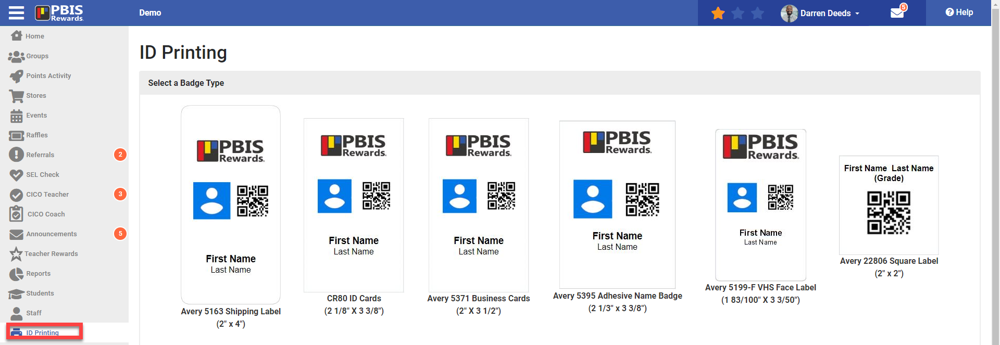 PBIS
Rewards.
Demo
Darren Deeds
5
Help
Home
Groups
Points Activity
Stores
Events
Raffles
Referrals
2
SEL Check
CICO Teacher
3
CICO Coach
Announcements
5
Teacher Rewards
Reports
Students
Staff
ID Printing
ID Printing
Select a Badge Type
PBIS
Rewards.
First Name
Last Name
Avery 5163 Shipping Label
(2" x 4")
PBIS
Rewards.
First Name
Last Name
CR80 ID Cards
(2 1/8" X 3 3/8")
PBIS
Rewards.
First Name
Last Name
Avery 5371 Business Cards
(2" X 3 1/2")
PBIS
Rewards.
First Name
Last Name
Avery 5395 Adhesive Name Badge
(2 1/3" x 3 3/8")
PBIS
Rewards.
First Name
Last Name
Avery 5199-F VHS Face Label
(1 83/100" X 3 3/50")
First Name Last Name
(Grade)
Avery 22806 Square Label
(2" x 2")